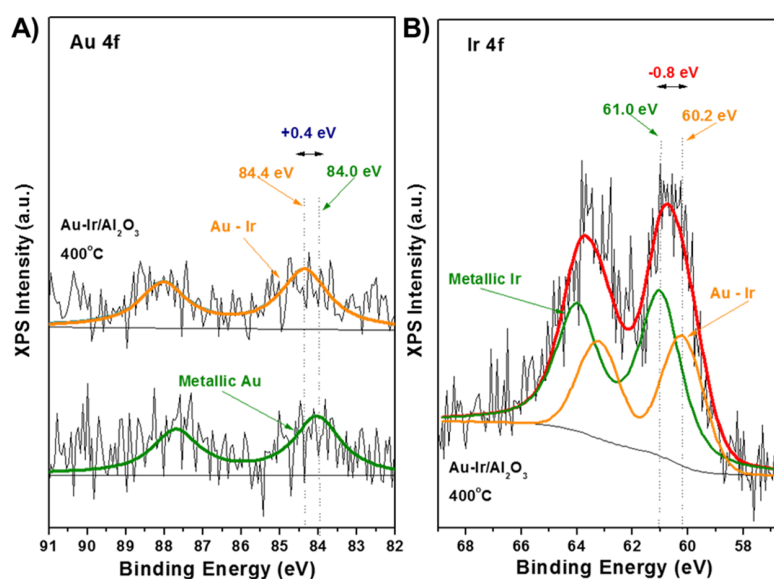 A)
Au 4f
+0.4 eV
84.4 eV
84.0 eV
Au-Ir/Al₂O₃
400°C
Au - Ir
Metallic Au
XPS Intensity (a.u.)
91 90 89 88 87 86 85 84 83 82
Binding Energy (eV)
B)
Ir 4f
-0.8 eV
61.0 eV
60.2 eV
Metallic Ir
Au - Ir
Au-Ir/Al₂O₃
400°C
XPS Intensity (a.u.)
68 66 64 62 60 58
Binding Energy (eV)